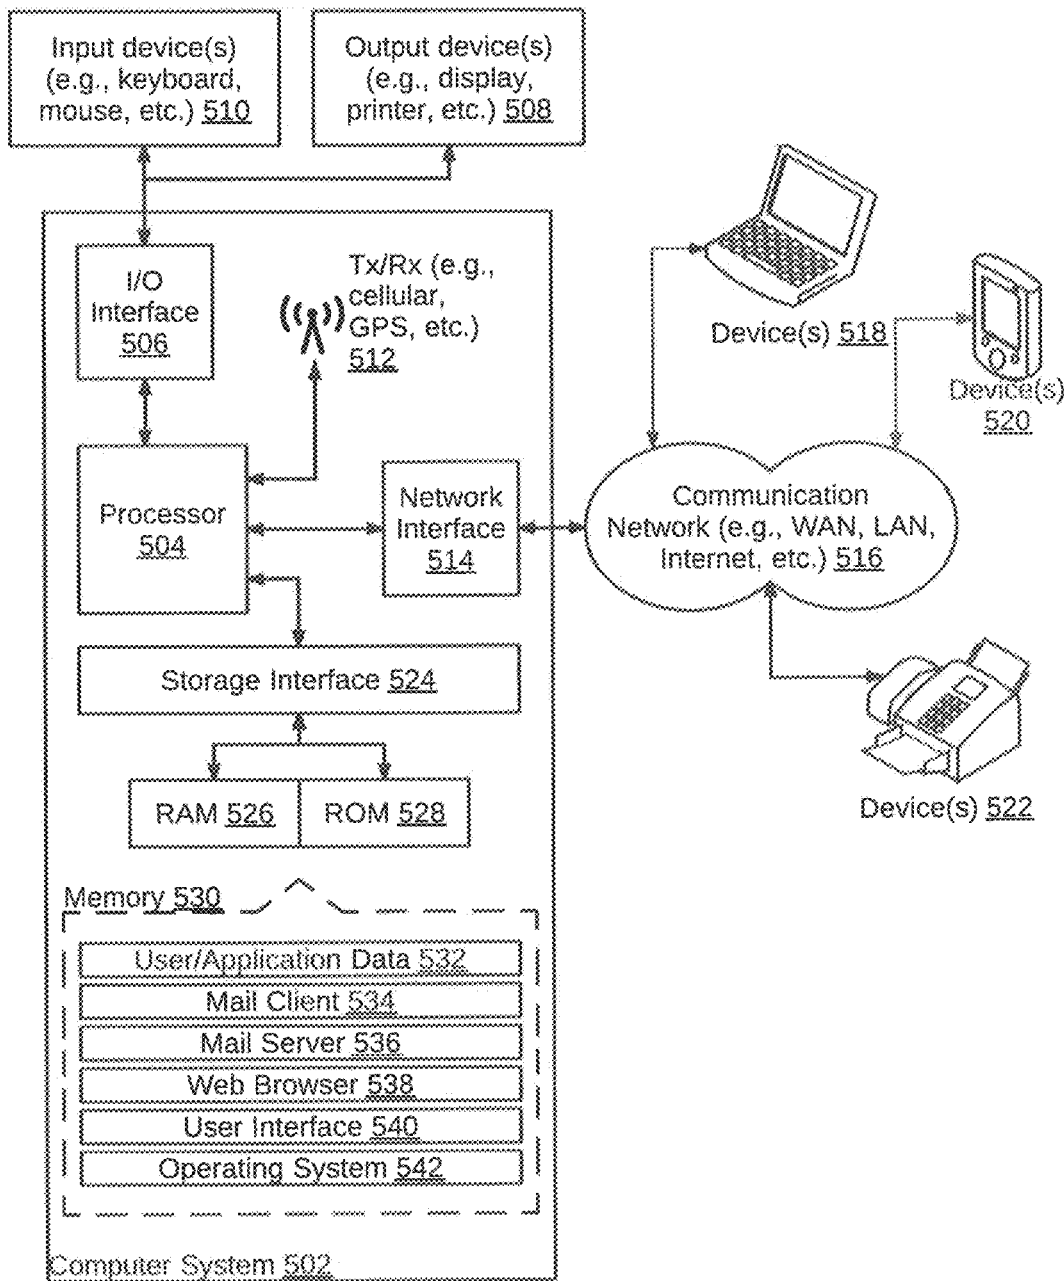 Input device(s)
(e.g., keyboard,
mouse, etc.) 510
Output device(s)
(e.g., display,
printer, etc.) 508
I/O
Interface
506
Tx/Rx (e.g.,
cellular,
GPS, etc.)
512
Device(s) 518
Device(s)
520
Processor
504
Network
Interface
514
Communication
Network (e.g., WAN, LAN,
Internet, etc.) 516
Storage Interface 524
Device(s) 522
RAM 526
ROM 528
Memory 530
User/Application Data 532
Mail Client 534
Mail Server 536
Web Browser 538
User Interface 540
Operating System 542
Computer System 502